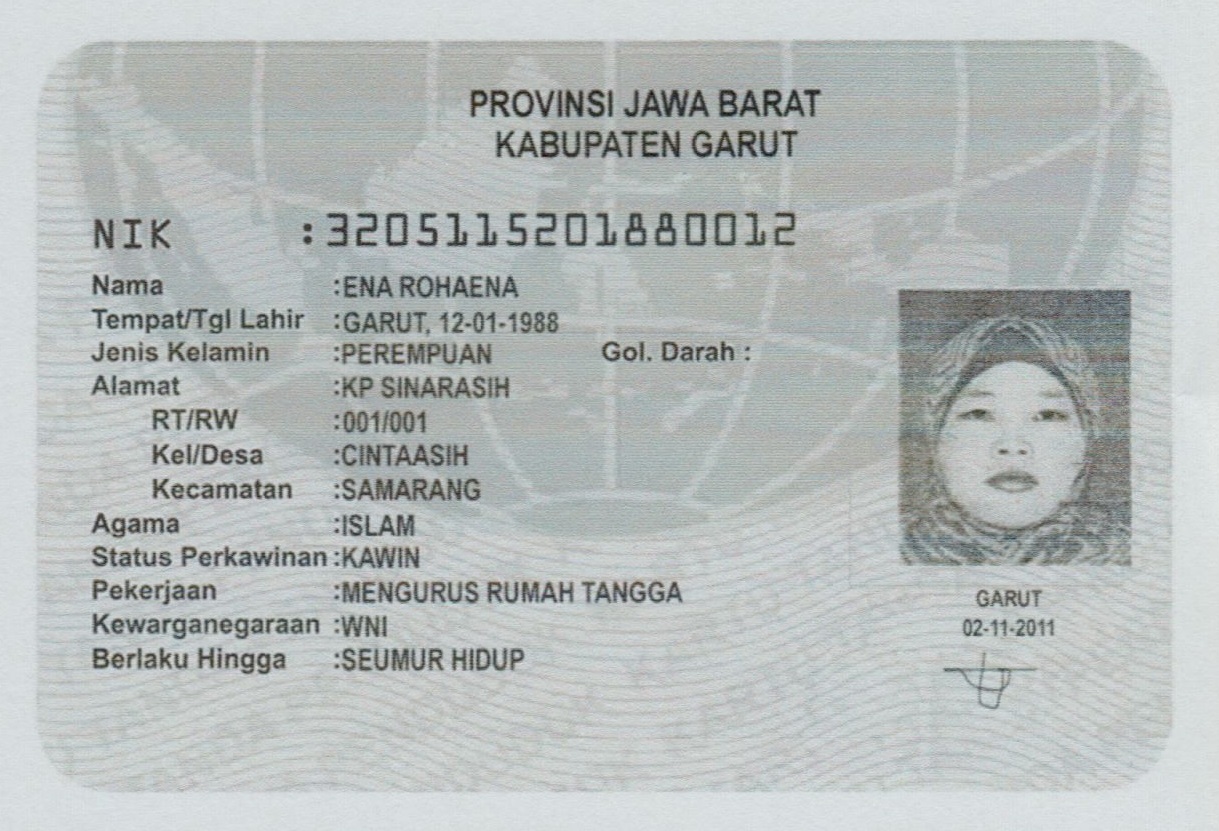 PROVINSI JAWA BARAT
KABUPATEN GARUT
NIK : 3205115201880012
Nama : ENA ROHAENA
Tempat/Tgl Lahir : GARUT, 12-01-1988
Jenis Kelamin : PEREMPUAN Gol. Darah :
Alamat : KP SINARASIH
RT/RW : 001/001
Kel/Desa : CINTAASIH
Kecamatan : SAMARANG
Agama : ISLAM
Status Perkawinan : KAWIN
Pekerjaan : MENGURUS RUMAH TANGGA
Kewarganegaraan : WNI
Berlaku Hingga : SEUMUR HIDUP
GARUT
02-11-2011